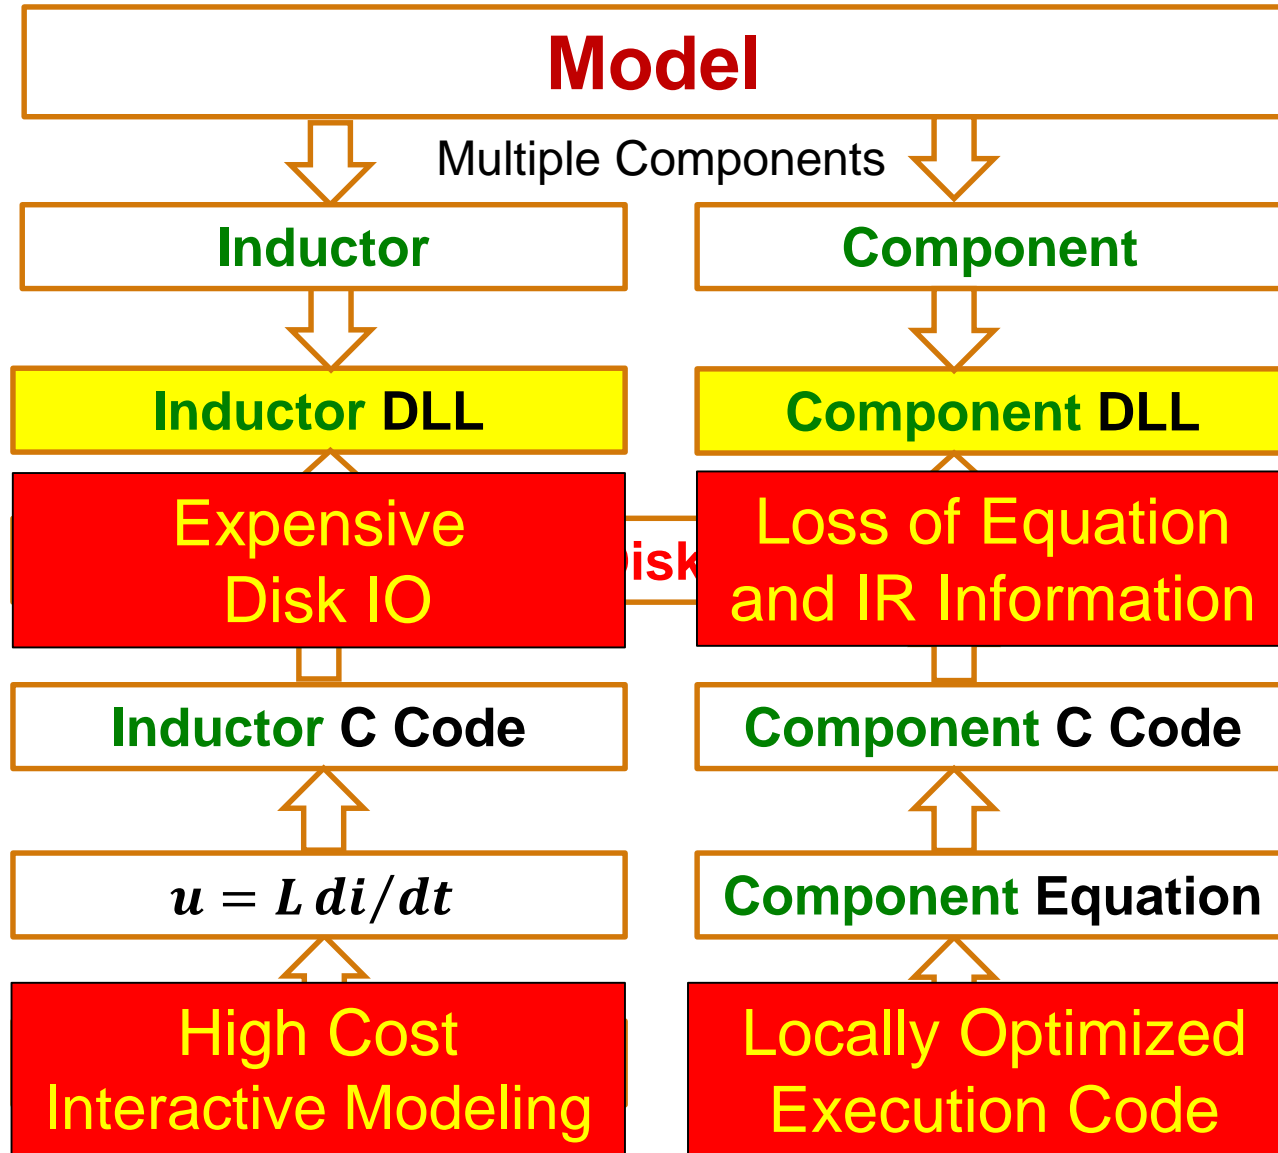 Model
Multiple Components
Inductor
Component
Inductor DLL
Component DLL
Expensive
Disk IO
Disk
Loss of Equation
and IR Information
Inductor C Code
Component C Code
u = L di/dt
Component Equation
High Cost
Interactive Modeling
Locally Optimized
Execution Code